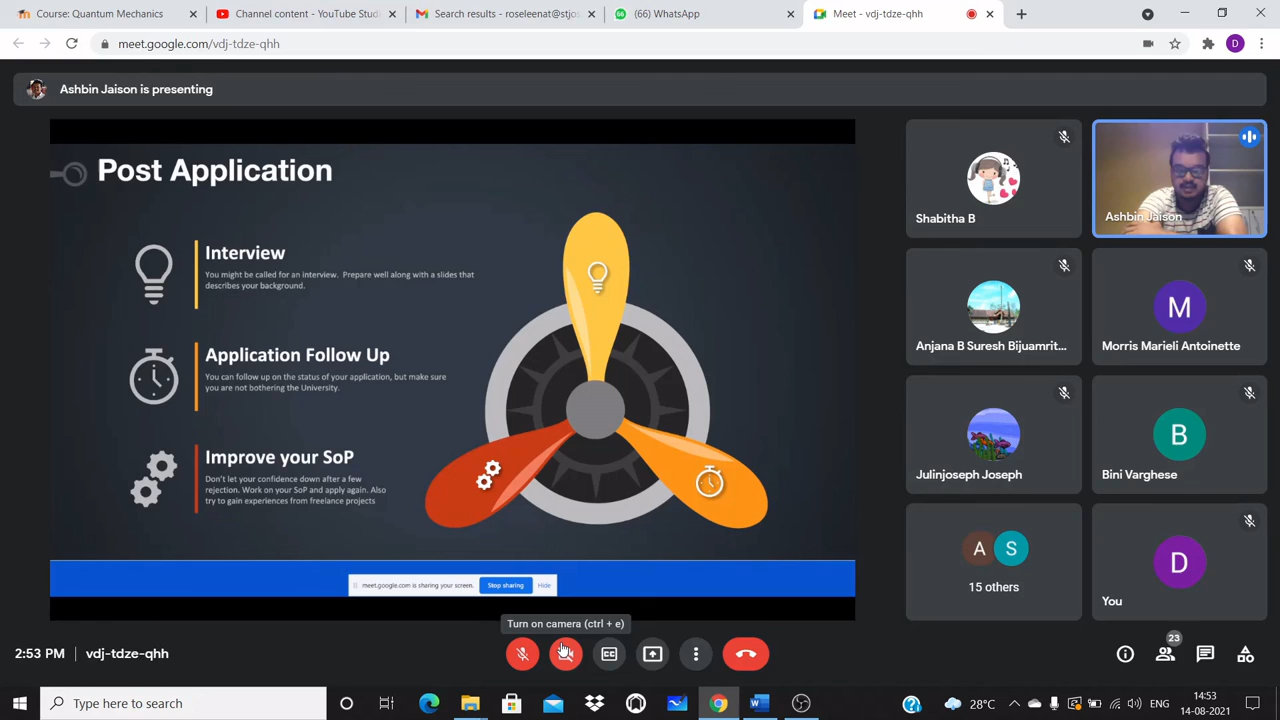 Course: Quantum Mechanics
Channel content - YouTube Stud
Search results - roseleenat@stjos
(66) WhatsApp
Meet - vdj-tdze-qhh
meet.google.com/vdj-tdze-qhh
D
Ashbin Jaison is presenting
Post Application
Interview
You might be called for an interview. Prepare well along with a slides that
describes your background.
Application Follow Up
You can follow up on the status of your application, but make sure
you are not bothering the University.
Improve your SoP
Don't let your confidence down after a few
rejection. Work on your SoP and apply again. Also
try to gain experiences from freelance projects
meet.google.com is sharing your screen.
Stop sharing
Hide
Shabitha B
Ashbin Jaison
Anjana B Suresh Bijuamrit...
M
Morris Marieli Antoinette
Julinjoseph Joseph
B
Bini Varghese
A S
15 others
D
You
Turn on camera (ctrl + e)
2:53 PM
vdj-tdze-qhh
23
Type here to search
28°C
ENG
14:53
14-08-2021